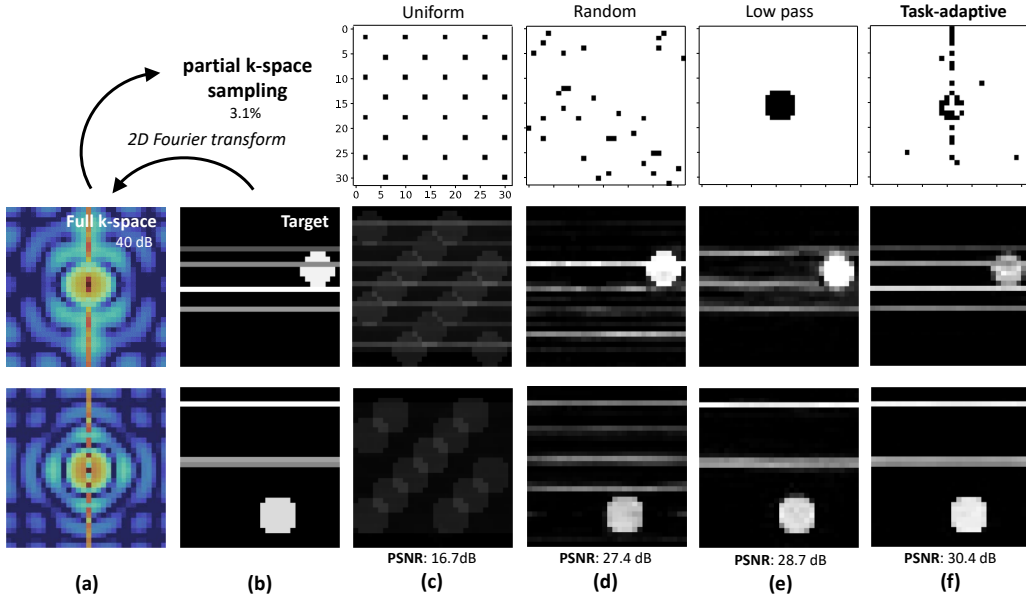 Uniform
Random
Low pass
Task-adaptive
partial k-space
sampling
3.1%
2D Fourier transform
0
5
10
15
20
25
30
0 5 10 15 20 25 30
Full k-space
40 dB
Target
PSNR: 16.7dB
PSNR: 27.4 dB
PSNR: 28.7 dB
PSNR: 30.4 dB
(a)
(b)
(c)
(d)
(e)
(f)